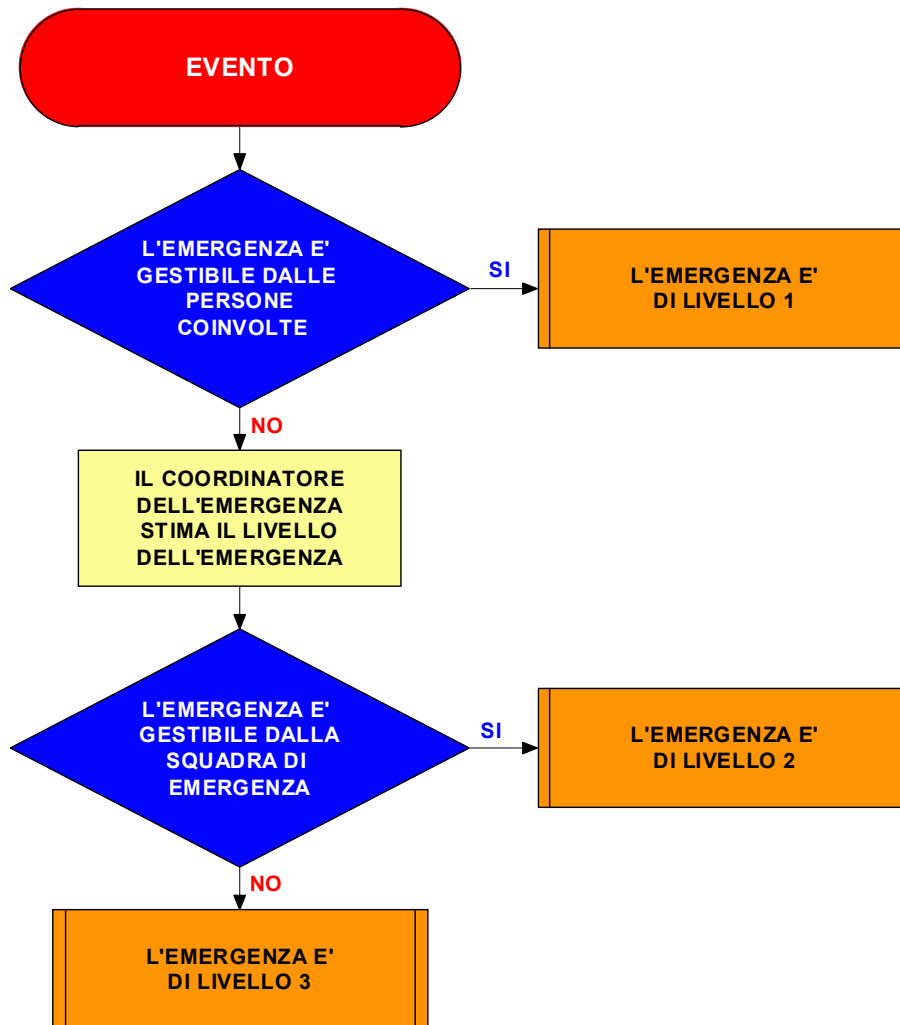 EVENTO
L'EMERGENZA E'
GESTIBILE DALLE
PERSONE
COINVOLTE
SI
L'EMERGENZA E'
DI LIVELLO 1
NO
IL COORDINATORE
DELL'EMERGENZA
STIMA IL LIVELLO
DELL'EMERGENZA
L'EMERGENZA E'
GESTIBILE DALLA
SQUADRA DI
EMERGENZA
SI
L'EMERGENZA E'
DI LIVELLO 2
NO
L'EMERGENZA E'
DI LIVELLO 3